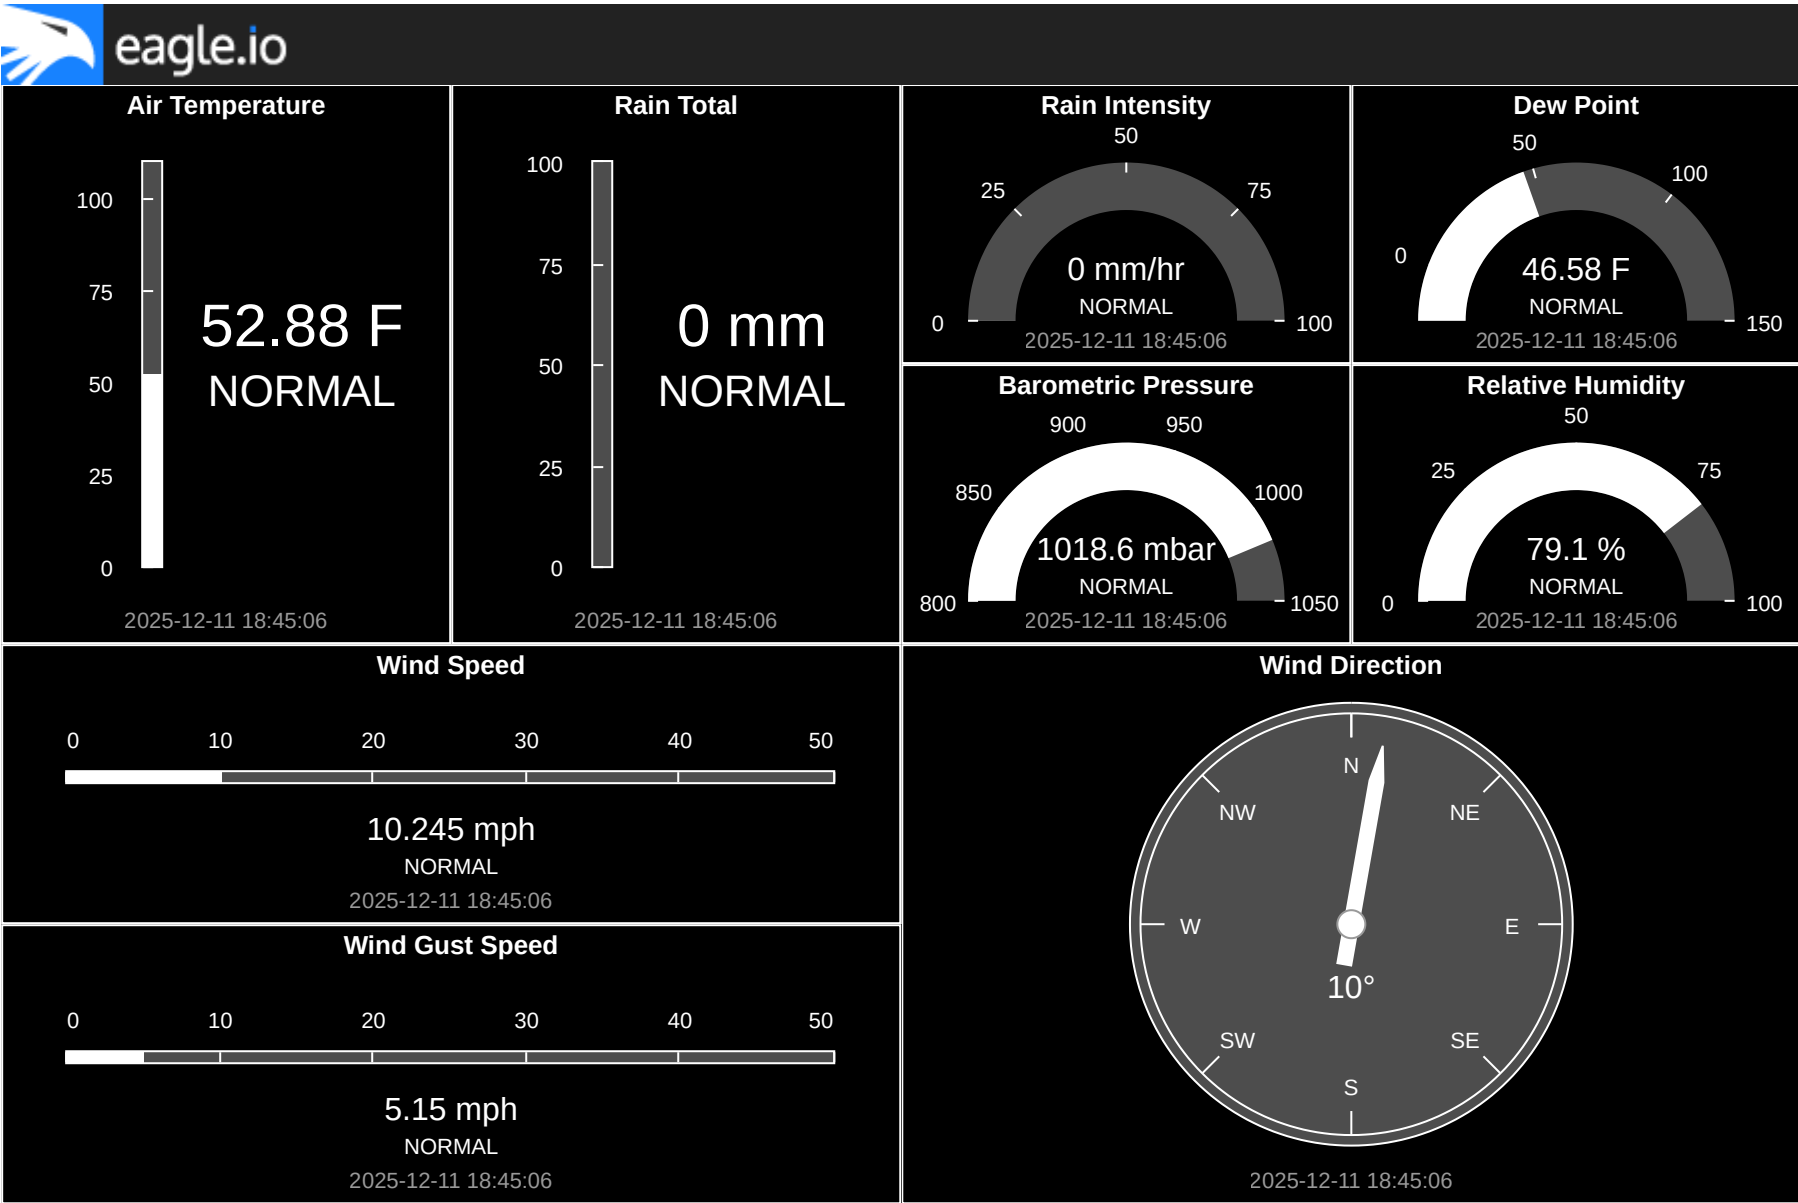 eagle.io
Air Temperature
100
75
50
25
0
52.88 F
NORMAL
2025-12-11 18:45:06
Rain Total
100
75
50
25
0
0 mm
NORMAL
2025-12-11 18:45:06
Rain Intensity
0
25
50
75
100
0 mm/hr
NORMAL
2025-12-11 18:45:06
Dew Point
0
50
100
150
46.58 F
NORMAL
2025-12-11 18:45:06
Barometric Pressure
800
850
900
950
1000
1050
1018.6 mbar
NORMAL
2025-12-11 18:45:06
Relative Humidity
0
25
50
75
100
79.1 %
NORMAL
2025-12-11 18:45:06
Wind Speed
0 10 20 30 40 50
10.245 mph
NORMAL
2025-12-11 18:45:06
Wind Gust Speed
0 10 20 30 40 50
5.15 mph
NORMAL
2025-12-11 18:45:06
Wind Direction
N
NW NE
W E
10°
SW SE
S
2025-12-11 18:45:06